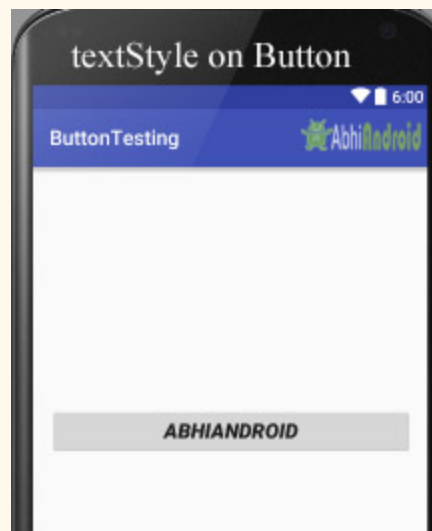 textStyle on Button
6:00
ButtonTesting
AbhiAndroid
ABHIANDROID